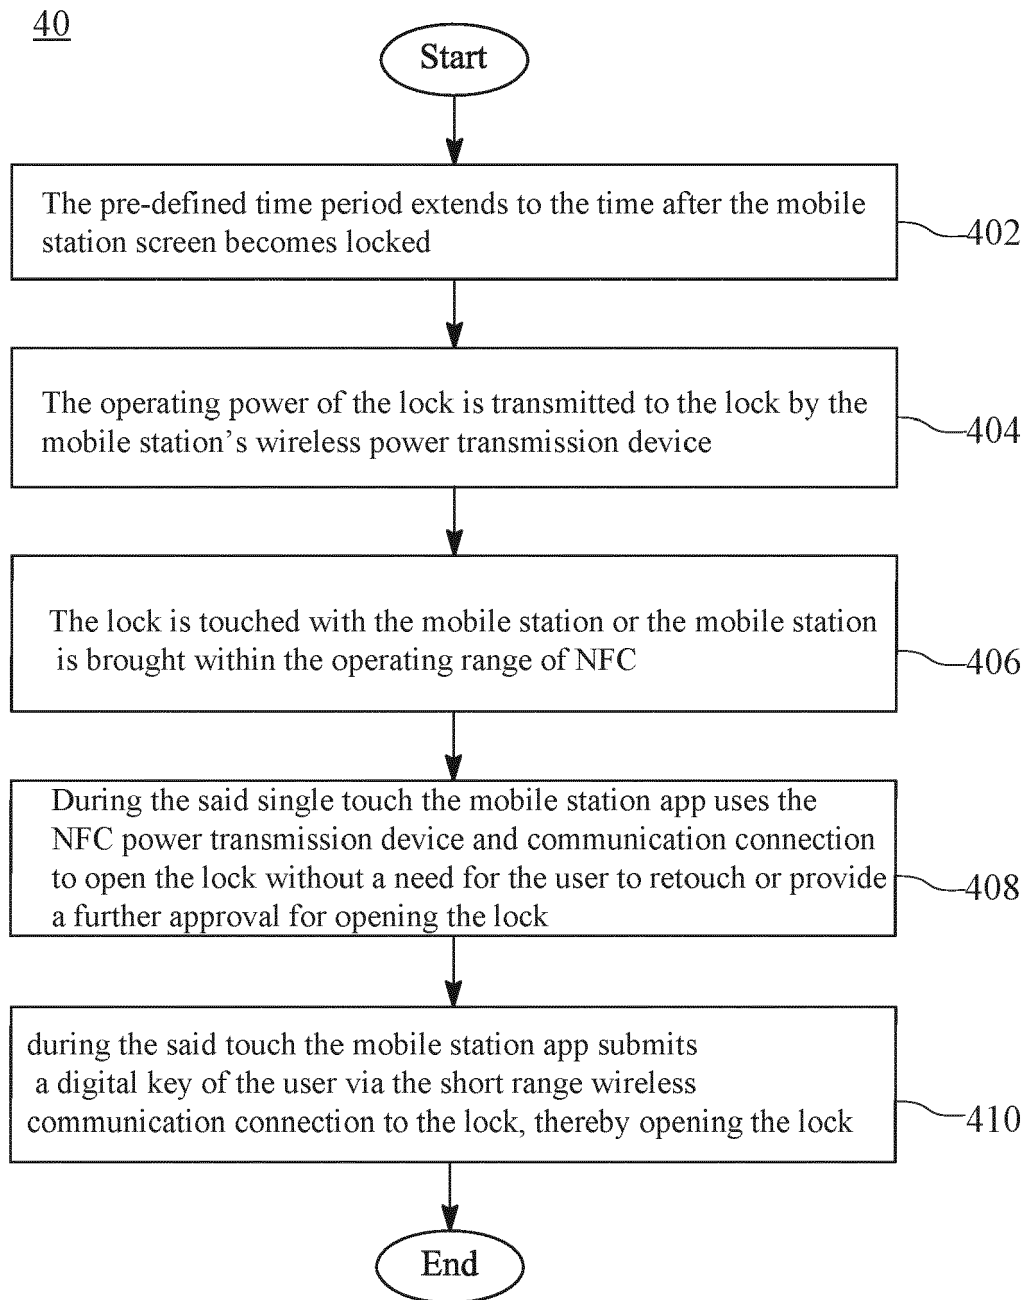 40
Start
The pre-defined time period extends to the time after the mobile
station screen becomes locked
402
The operating power of the lock is transmitted to the lock by the
mobile station’s wireless power transmission device
404
The lock is touched with the mobile station or the mobile station
is brought within the operating range of NFC
406
During the said single touch the mobile station app uses the
NFC power transmission device and communication connection
to open the lock without a need for the user to retouch or provide
a further approval for opening the lock
408
during the said touch the mobile station app submits
a digital key of the user via the short range wireless
communication connection to the lock, thereby opening the lock
410
End